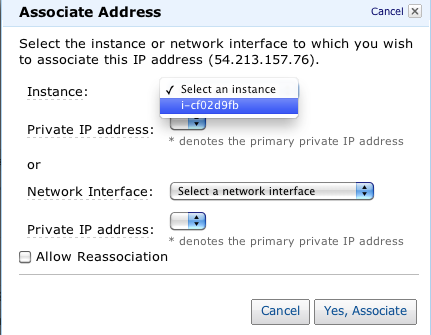 Associate Address
Cancel
Select the instance or network interface to which you wish
to associate this IP address (54.213.157.76).
Instance:
✓ Select an instance
i-cf02d9fb
Private IP address:
* denotes the primary private IP address
or
Network Interface: Select a network interface
Private IP address:
* denotes the primary private IP address
Allow Reassociation
Cancel Yes, Associate